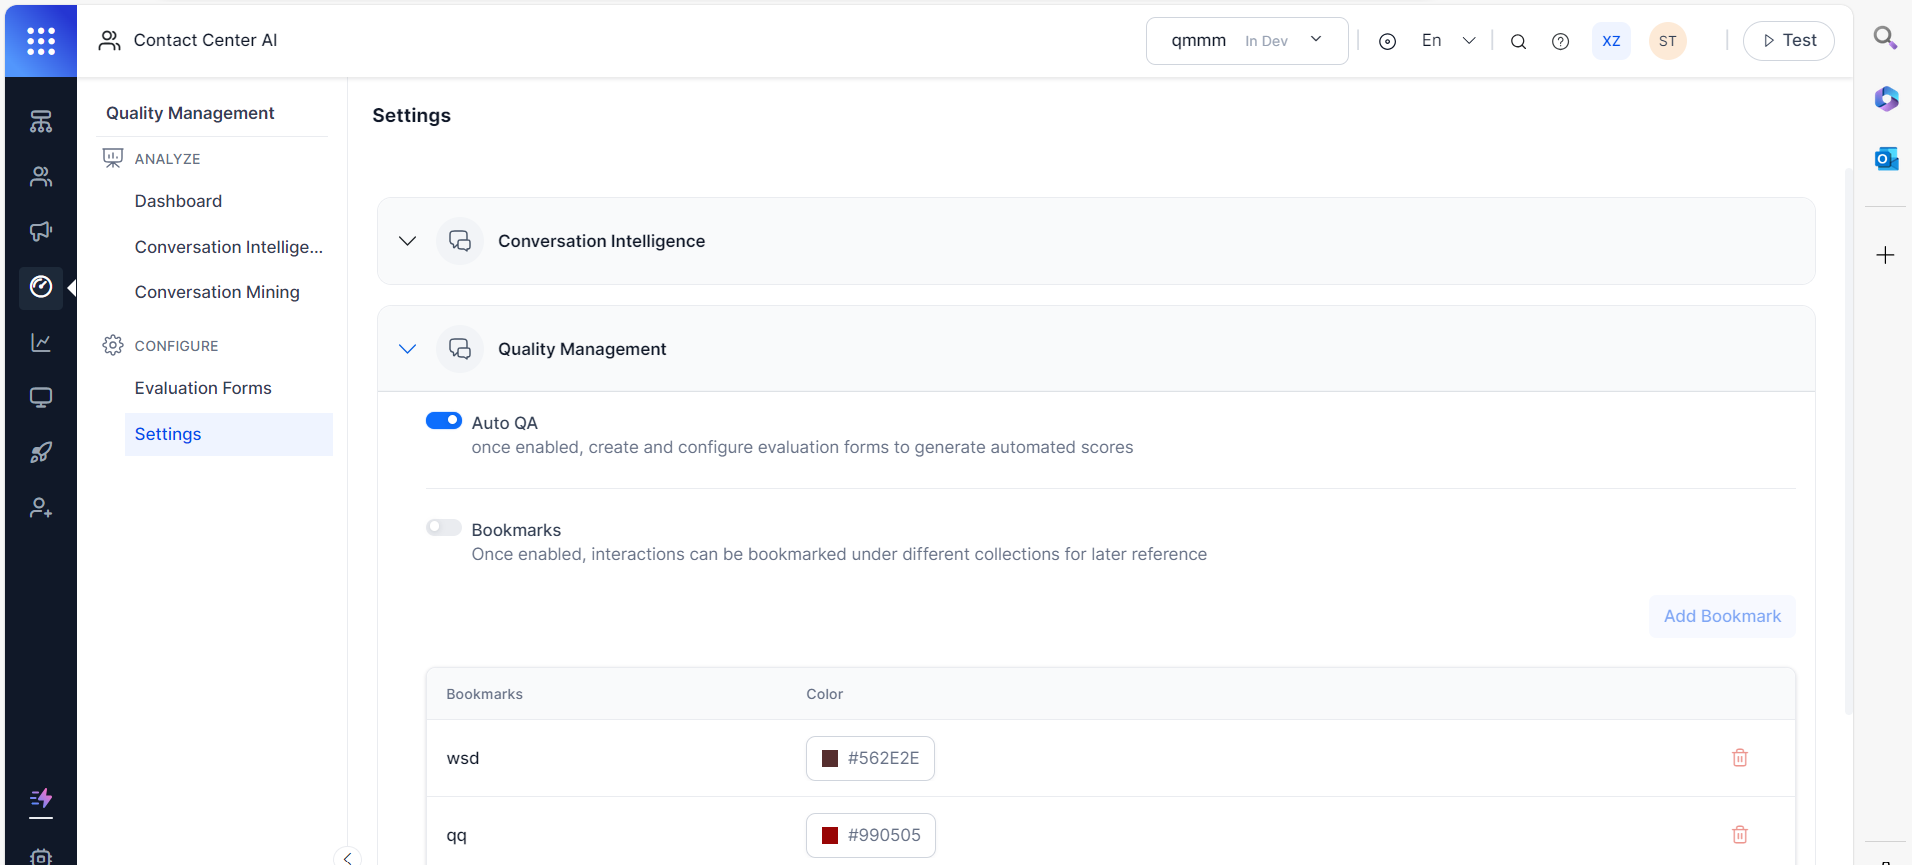 Contact Center AI
qmmm In Dev
En
XZ
ST
Test
Quality Management
ANALYZE
Dashboard
Conversation Intellige...
Conversation Mining
CONFIGURE
Evaluation Forms
Settings
Settings
Conversation Intelligence
Quality Management
Auto QA
once enabled, create and configure evaluation forms to generate automated scores
Bookmarks
Once enabled, interactions can be bookmarked under different collections for later reference
Add Bookmark
Bookmarks Color
wsd #562E2E
qq #990505